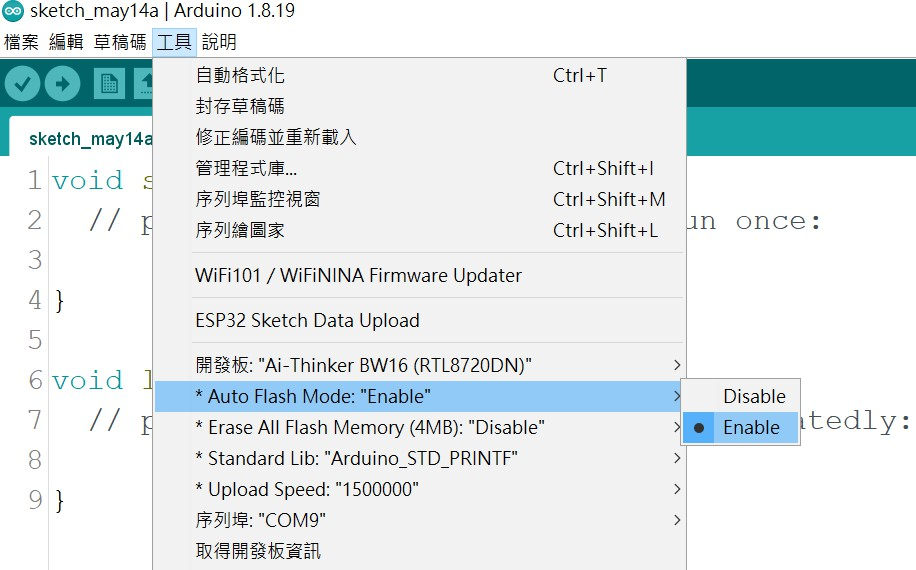 sketch_may14a | Arduino 1.8.19
檔案 編輯 草稿碼 工具 說明
自動格式化 Ctrl+T
封存草稿碼
sketch_may14a
修正編碼並重新載入
管理程式庫... Ctrl+Shift+I
1 void s
序列埠監控視窗 Ctrl+Shift+M
2 // p un once:
序列繪圖家 Ctrl+Shift+L
3
WiFi101 / WiFiNINA Firmware Updater
4 }
ESP32 Sketch Data Upload
5
開發板: "Ai-Thinker BW16 (RTL8720DN)"
6 void l
* Auto Flash Mode: "Enable"
Disable
7 // p atedly:
* Erase All Flash Memory (4MB): "Disable"
Enable
8
* Standard Lib: "Arduino_STD_PRINTF"
* Upload Speed: "1500000"
9 }
序列埠: "COM9"
取得開發板資訊